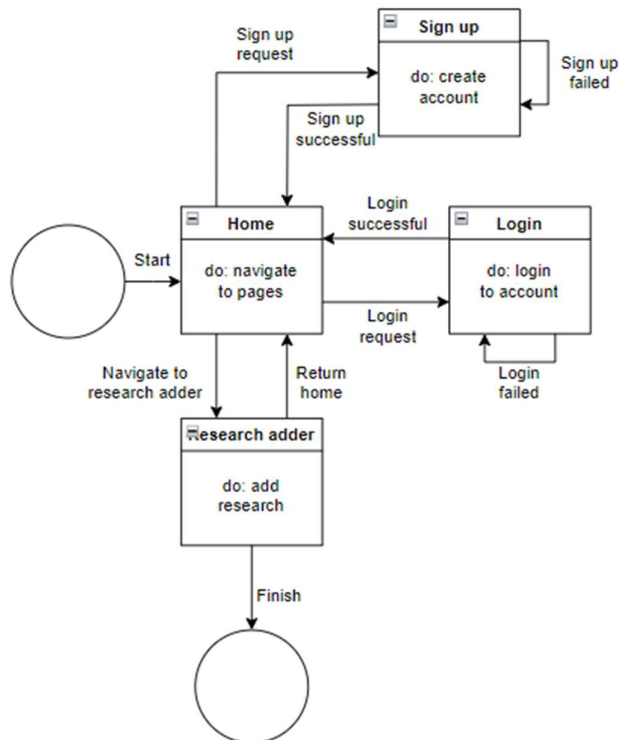 Sign up
request
Sign up
do: create
account
Sign up
failed
Sign up
successful
Home
do: navigate
to pages
Start
Login
successful
Login
do: login
to account
Login
request
Login
failed
Navigate to
research adder
Return
home
Research adder
do: add
research
Finish